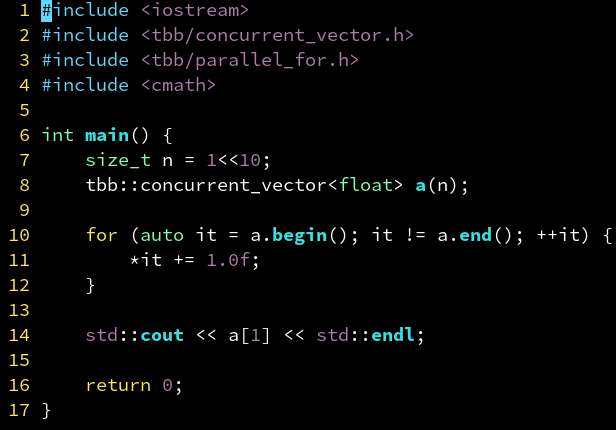 1 #include <iostream>
2 #include <tbb/concurrent_vector.h>
3 #include <tbb/parallel_for.h>
4 #include <cmath>
5
6 int main() {
7     size_t n = 1<<10;
8     tbb::concurrent_vector<float> a(n);
9
10     for (auto it = a.begin(); it != a.end(); ++it) {
11         *it += 1.0f;
12     }
13
14     std::cout << a[1] << std::endl;
15
16     return 0;
17 }